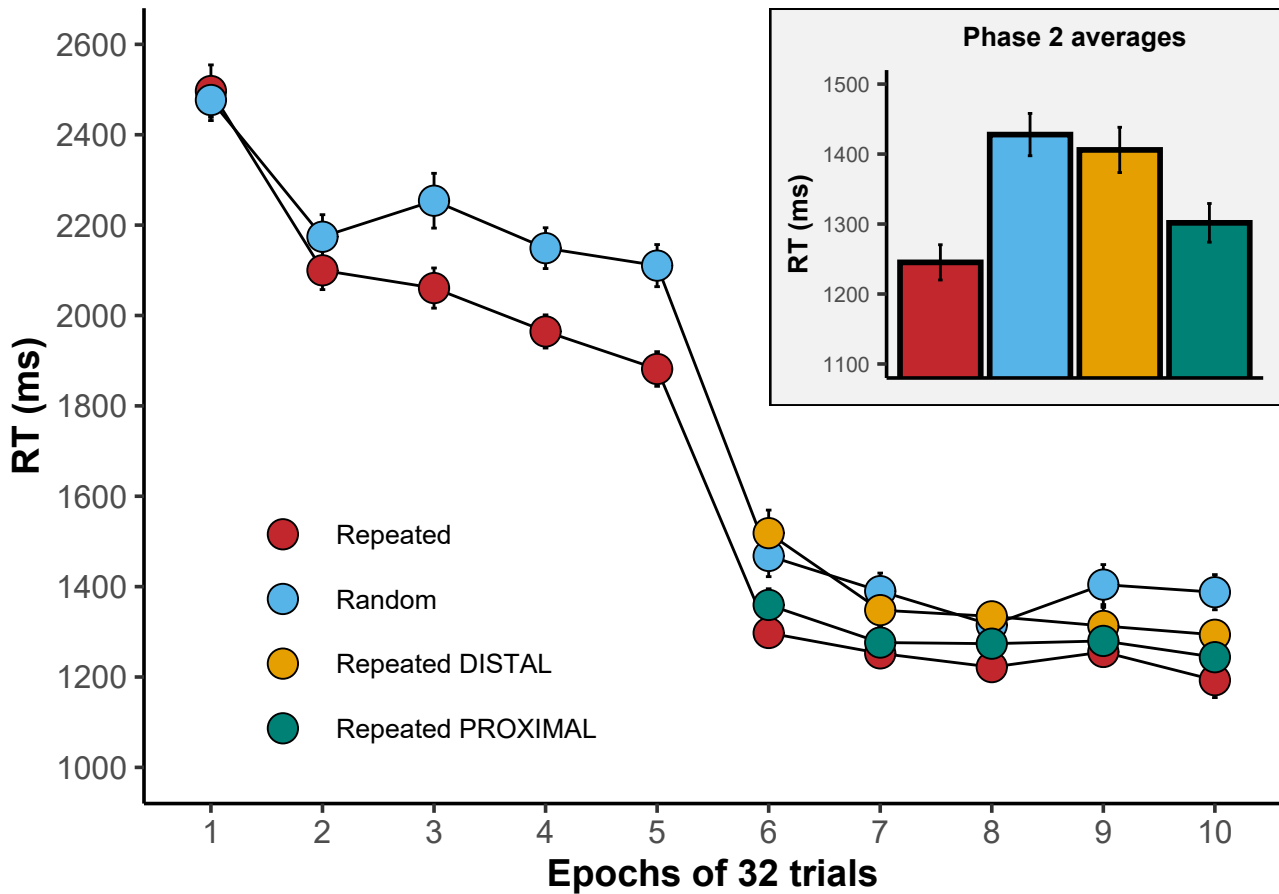 Phase 2 averages
RT (ms)
1500
1400
1300
1200
1100
RT (ms)
2600
2400
2200
2000
1800
1600
1400
1200
1000
Repeated
Random
Repeated DISTAL
Repeated PROXIMAL
1 2 3 4 5 6 7 8 9 10
Epochs of 32 trials